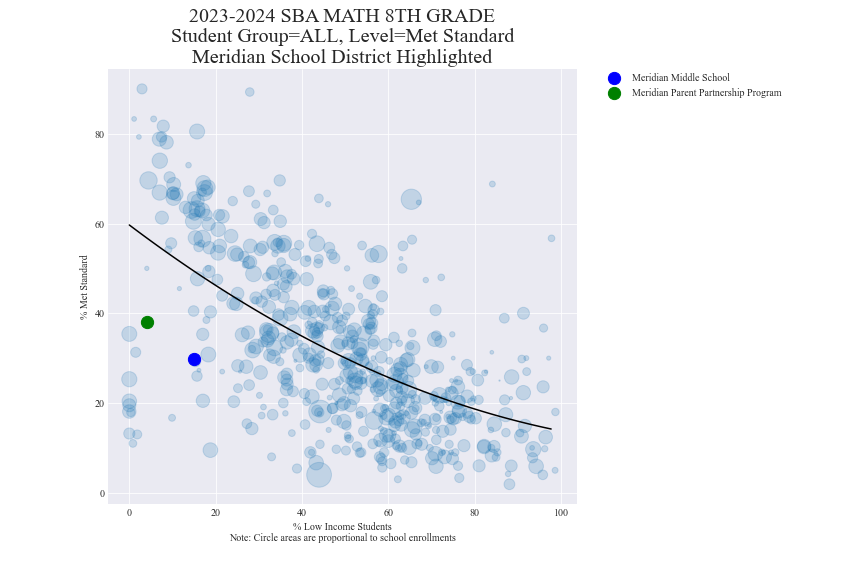 2023-2024 SBA MATH 8TH GRADE
Student Group=ALL, Level=Met Standard
Meridian School District Highlighted
Meridian Middle School
Meridian Parent Partnership Program
% Met Standard
80
60
40
20
0
0 20 40 60 80 100
% Low Income Students
Note: Circle areas are proportional to school enrollments